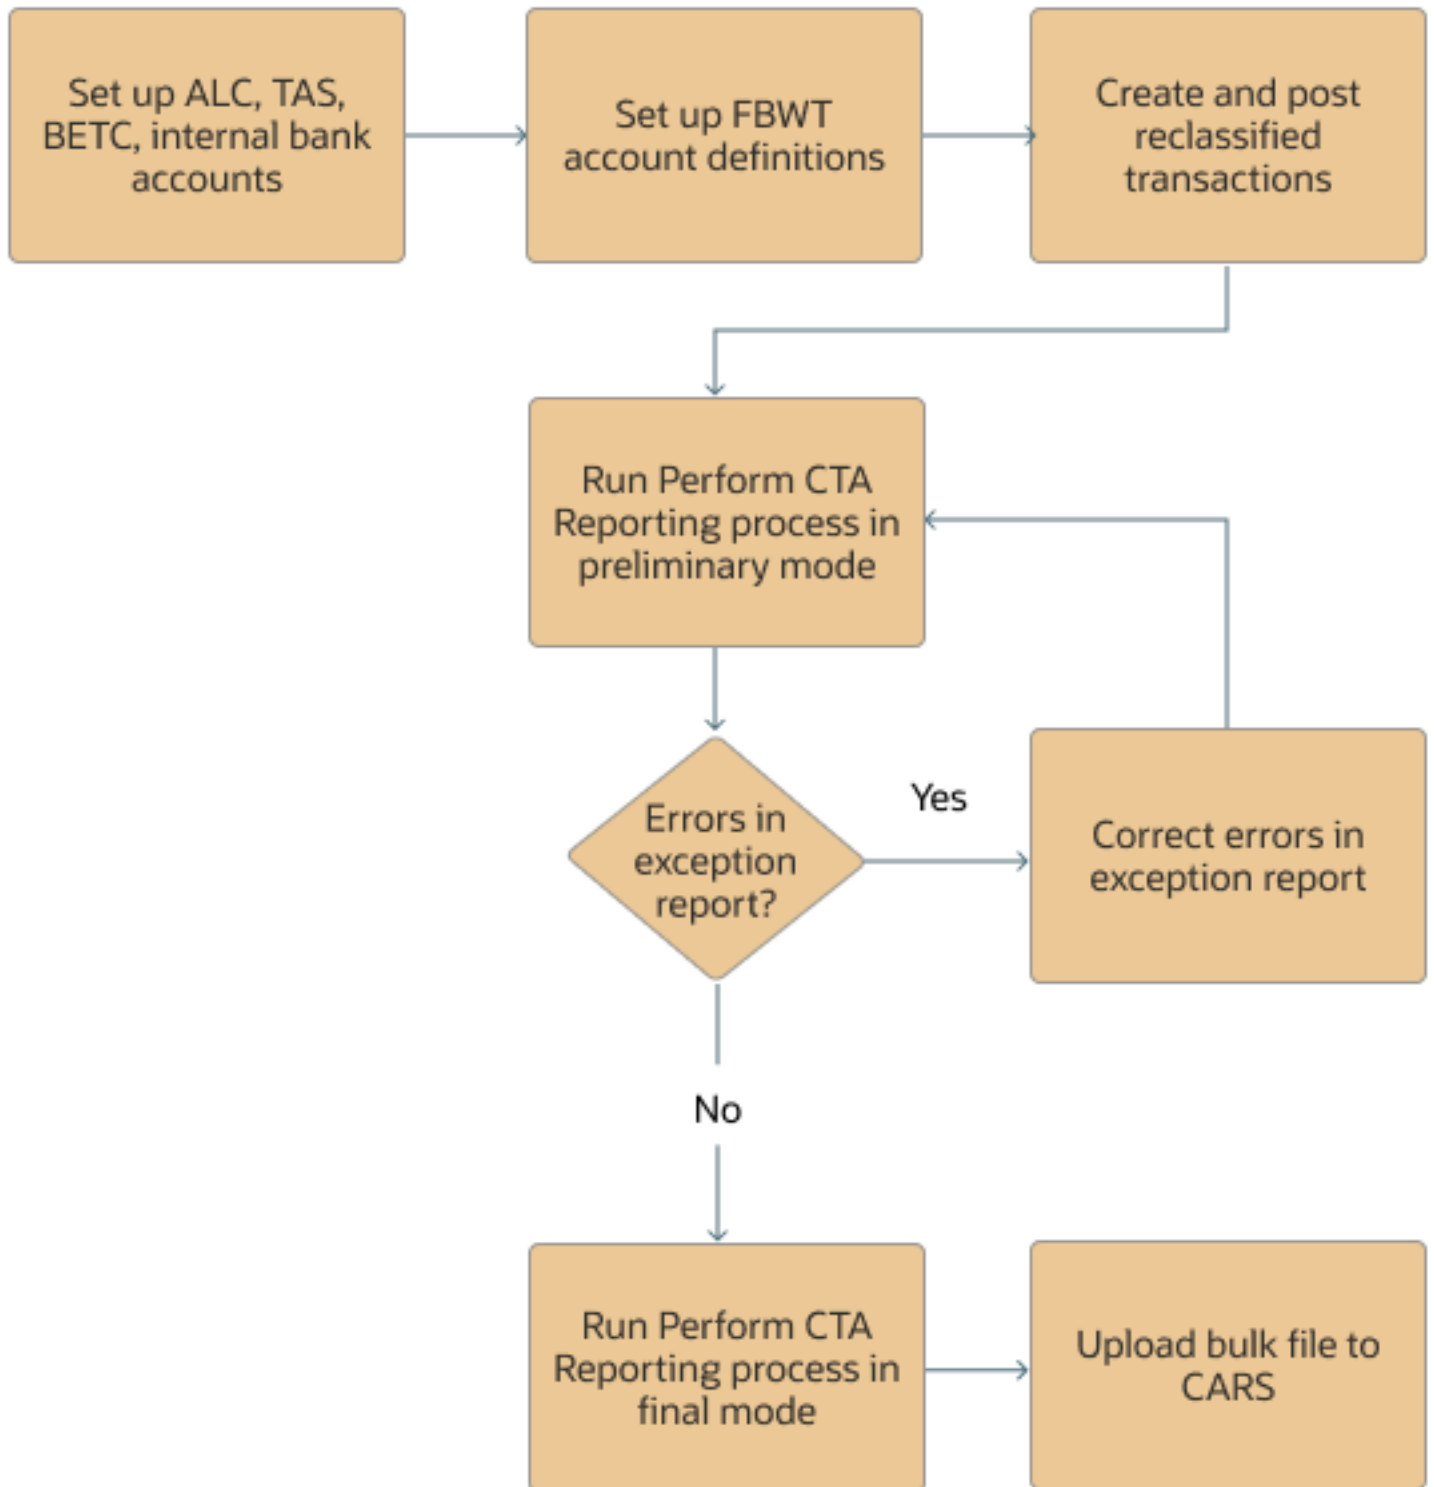 Set up ALC, TAS,
BETC, internal bank
accounts
Set up FBWT
account definitions
Create and post
reclassified
transactions
Run Perform CTA
Reporting process in
preliminary mode
Errors in
exception
report?
Yes
Correct errors in
exception report
No
Run Perform CTA
Reporting process in
final mode
Upload bulk file to
CARS